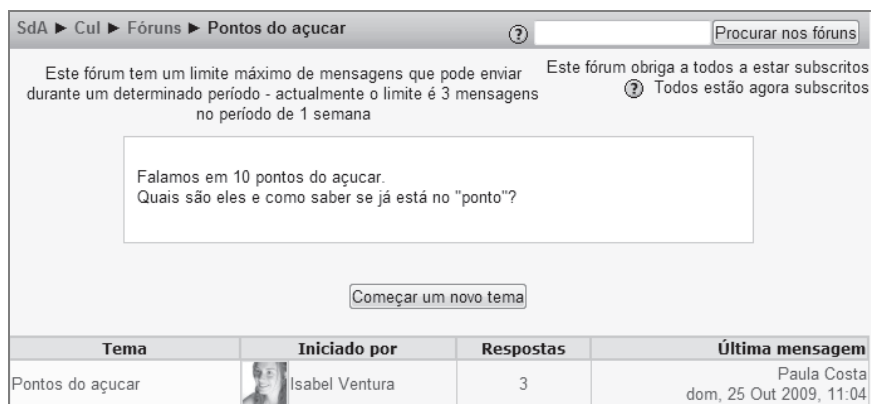 SdA ► Cul ► Fóruns ► Pontos do açucar
? Procurar nos fóruns
Este fórum tem um limite máximo de mensagens que pode enviar
durante um determinado período - actualmente o limite é 3 mensagens
no período de 1 semana
Este fórum obriga a todos a estar subscritos
? Todos estão agora subscritos
Falamos em 10 pontos do açucar.
Quais são eles e como saber se já está no "ponto"?
Começar um novo tema
Tema Iniciado por Respostas Última mensagem
Pontos do açucar Isabel Ventura 3 Paula Costa
dom, 25 Out 2009, 11:04